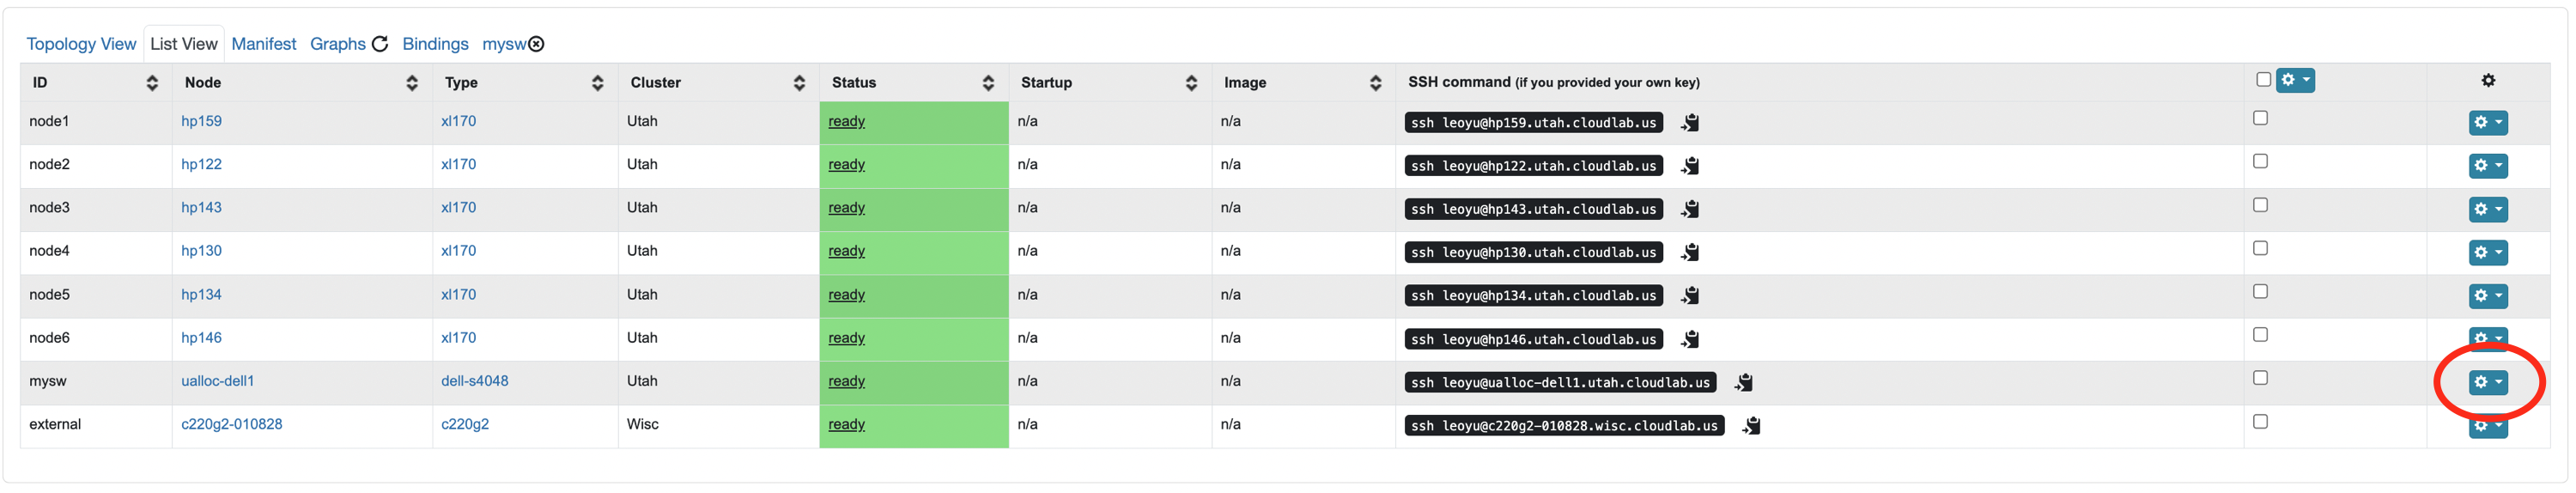 Topology View List View Manifest Graphs Bindings mysw
ID Node Type Cluster Status Startup Image SSH command (if you provided your own key)
node1 hp159 xl170 Utah ready n/a n/a ssh leoyu@hp159.utah.cloudlab.us
node2 hp122 xl170 Utah ready n/a n/a ssh leoyu@hp122.utah.cloudlab.us
node3 hp143 xl170 Utah ready n/a n/a ssh leoyu@hp143.utah.cloudlab.us
node4 hp130 xl170 Utah ready n/a n/a ssh leoyu@hp130.utah.cloudlab.us
node5 hp134 xl170 Utah ready n/a n/a ssh leoyu@hp134.utah.cloudlab.us
node6 hp146 xl170 Utah ready n/a n/a ssh leoyu@hp146.utah.cloudlab.us
mysw ualloc-dell1 dell-s4048 Utah ready n/a n/a ssh leoyu@ualloc-dell1.utah.cloudlab.us
external c220g2-010828 c220g2 Wisc ready n/a n/a ssh leoyu@c220g2-010828.wisc.cloudlab.us